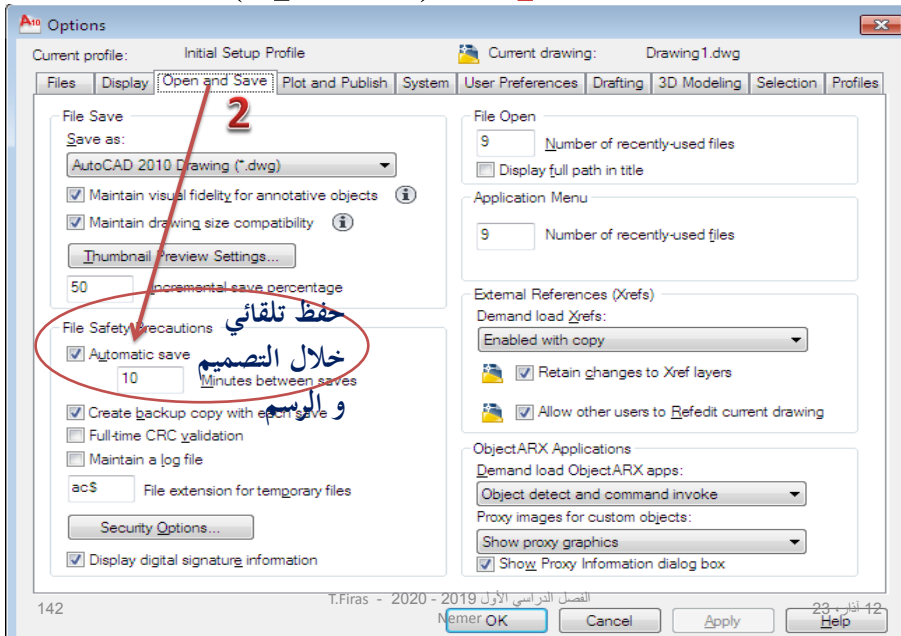 Options
Current profile: Initial Setup Profile Current drawing: Drawing1.dwg
Files Display Open and Save Plot and Publish System User Preferences Drafting 3D Modeling Selection Profiles
2
File Save
Save as:
AutoCAD 2010 Drawing (*.dwg)
Maintain visual fidelity for annotative objects
Maintain drawing size compatibility
Thumbnail Preview Settings...
50 Incremental save percentage
File Safety Precautions
Automatic save
10 Minutes between saves
حفظ تلقائي
خلال التصميم
و الرسم
Create backup copy with each save
Full-time CRC validation
Maintain a log file
ac$ File extension for temporary files
Security Options...
Display digital signature information
File Open
9 Number of recently-used files
Display full path in title
Application Menu
9 Number of recently-used files
External References (Xrefs)
Demand load Xrefs:
Enabled with copy
Retain changes to Xref layers
Allow other users to Refedit current drawing
ObjectARX Applications
Demand load ObjectARX apps:
Object detect and command invoke
Proxy images for custom objects:
Show proxy graphics
Show Proxy Information dialog box
OK Cancel Apply Help
142
الفصل الدراسي الأول 2019 - 2020 - T.Firas
Nemer
12 آذار، 23